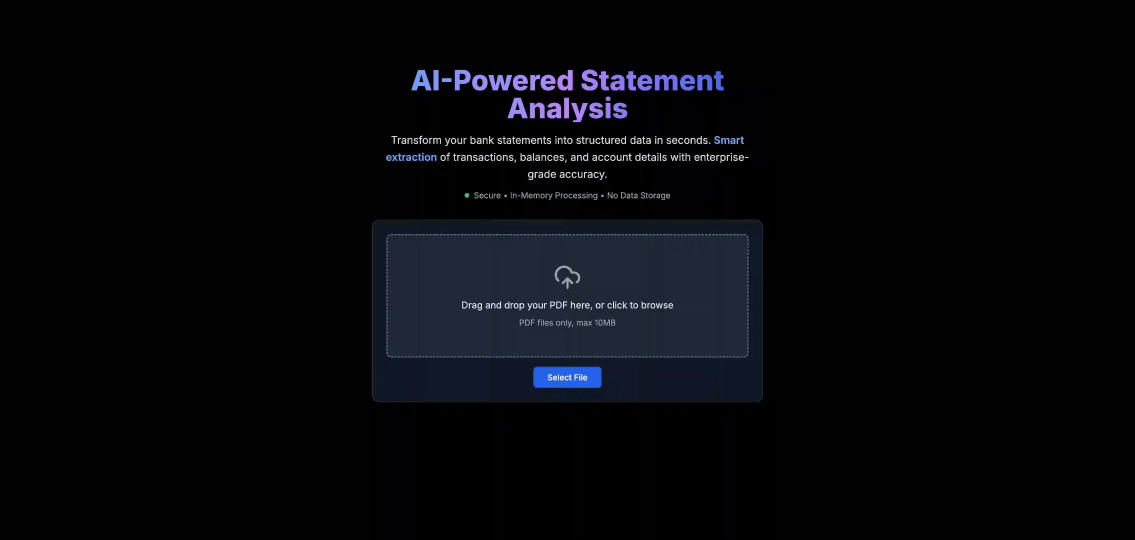 AI-Powered Statement
Analysis
Transform your bank statements into structured data in seconds. Smart
extraction of transactions, balances, and account details with enterprise-
grade accuracy.
Secure • In-Memory Processing • No Data Storage
Drag and drop your PDF here, or click to browse
PDF files only, max 10MB
Select File